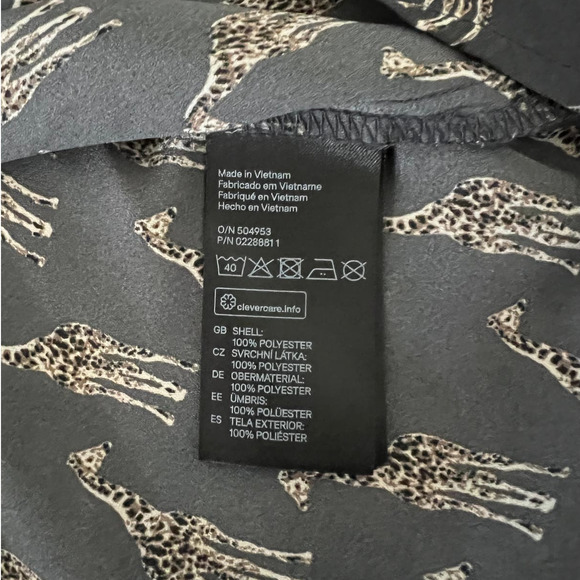 Made in Vietnam
Fabricado em Vietname
Fabriqué en Vietnam
Hecho en Vietnam
O/N 504953
P/N 02288811
40
clevercare.info
GB SHELL:
100% POLYESTER
CZ SVRCHNÍ LÁTKA:
100% POLYESTER
DE OBERMATERIAL:
100% POLYESTER
EE ÜMBRIS:
100% POLÜESTER
ES TELA EXTERIOR:
100% POLIÉSTER